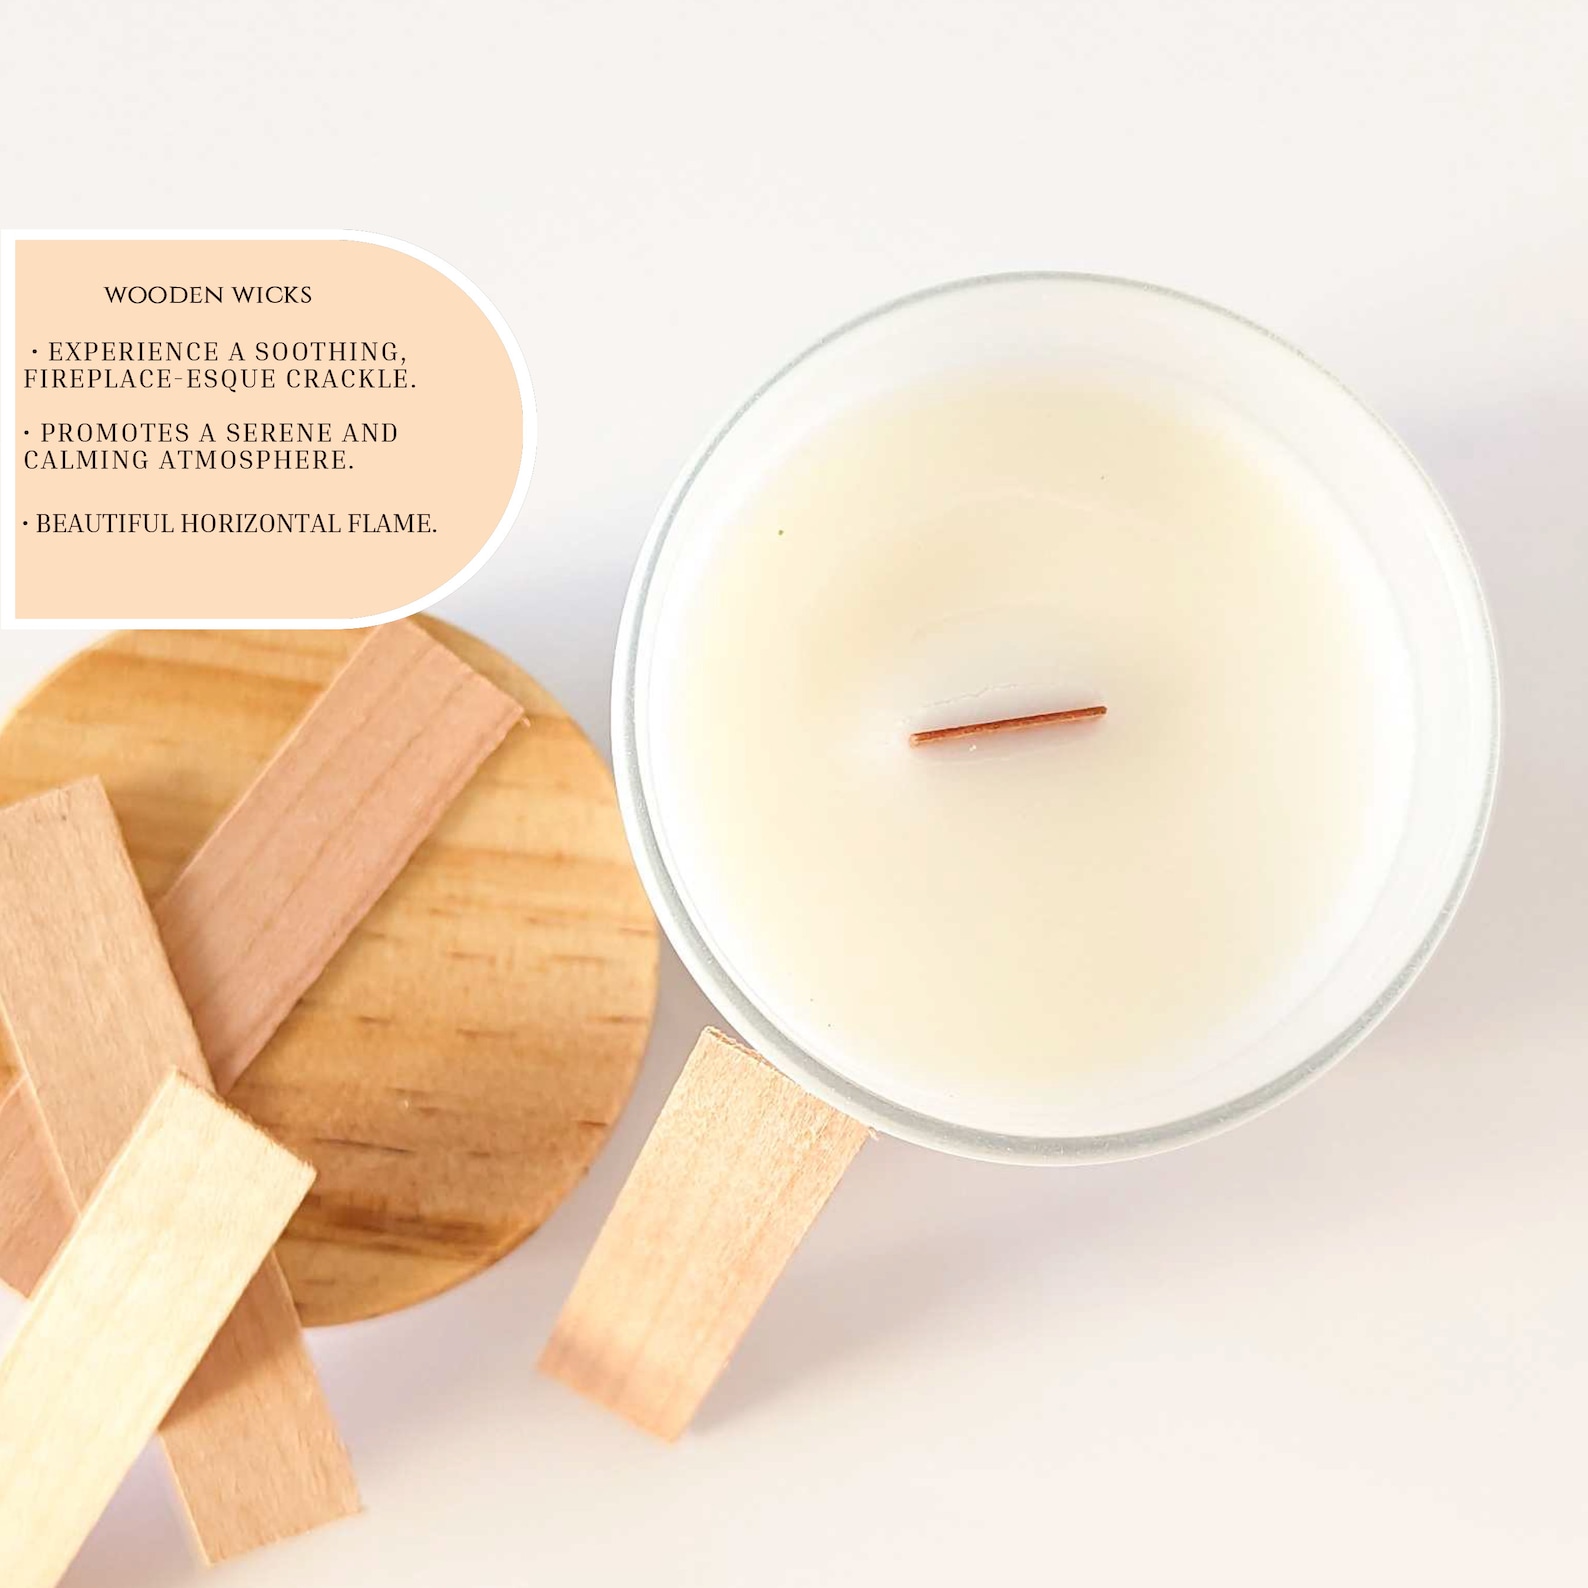 WOODEN WICKS
• EXPERIENCE A SOOTHING,
FIREPLACE-ESQUE CRACKLE.
• PROMOTES A SERENE AND
CALMING ATMOSPHERE.
• BEAUTIFUL HORIZONTAL FLAME.